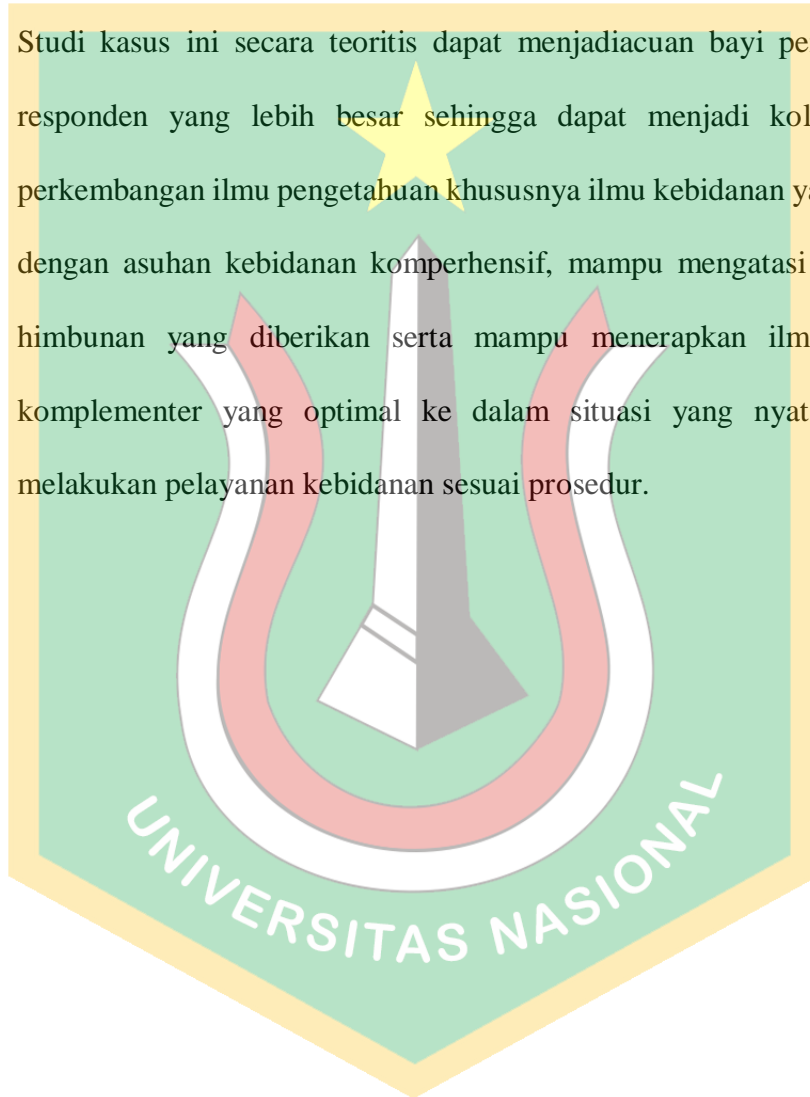 Studi kasus ini secara teoritis dapat menjadiacuan bayi pe
responden yang lebih besar sehingga dapat menjadi kol
perkembangan ilmu pengetahuan khususnya ilmu kebidanan ya
dengan asuhan kebidanan komperhensif, mampu mengatasi
himbunan yang diberikan serta mampu menerapkan ilm
komplementer yang optimal ke dalam situasi yang nyat
melakukan pelayanan kebidanan sesuai prosedur.
UNIVERSITAS NASIONAL